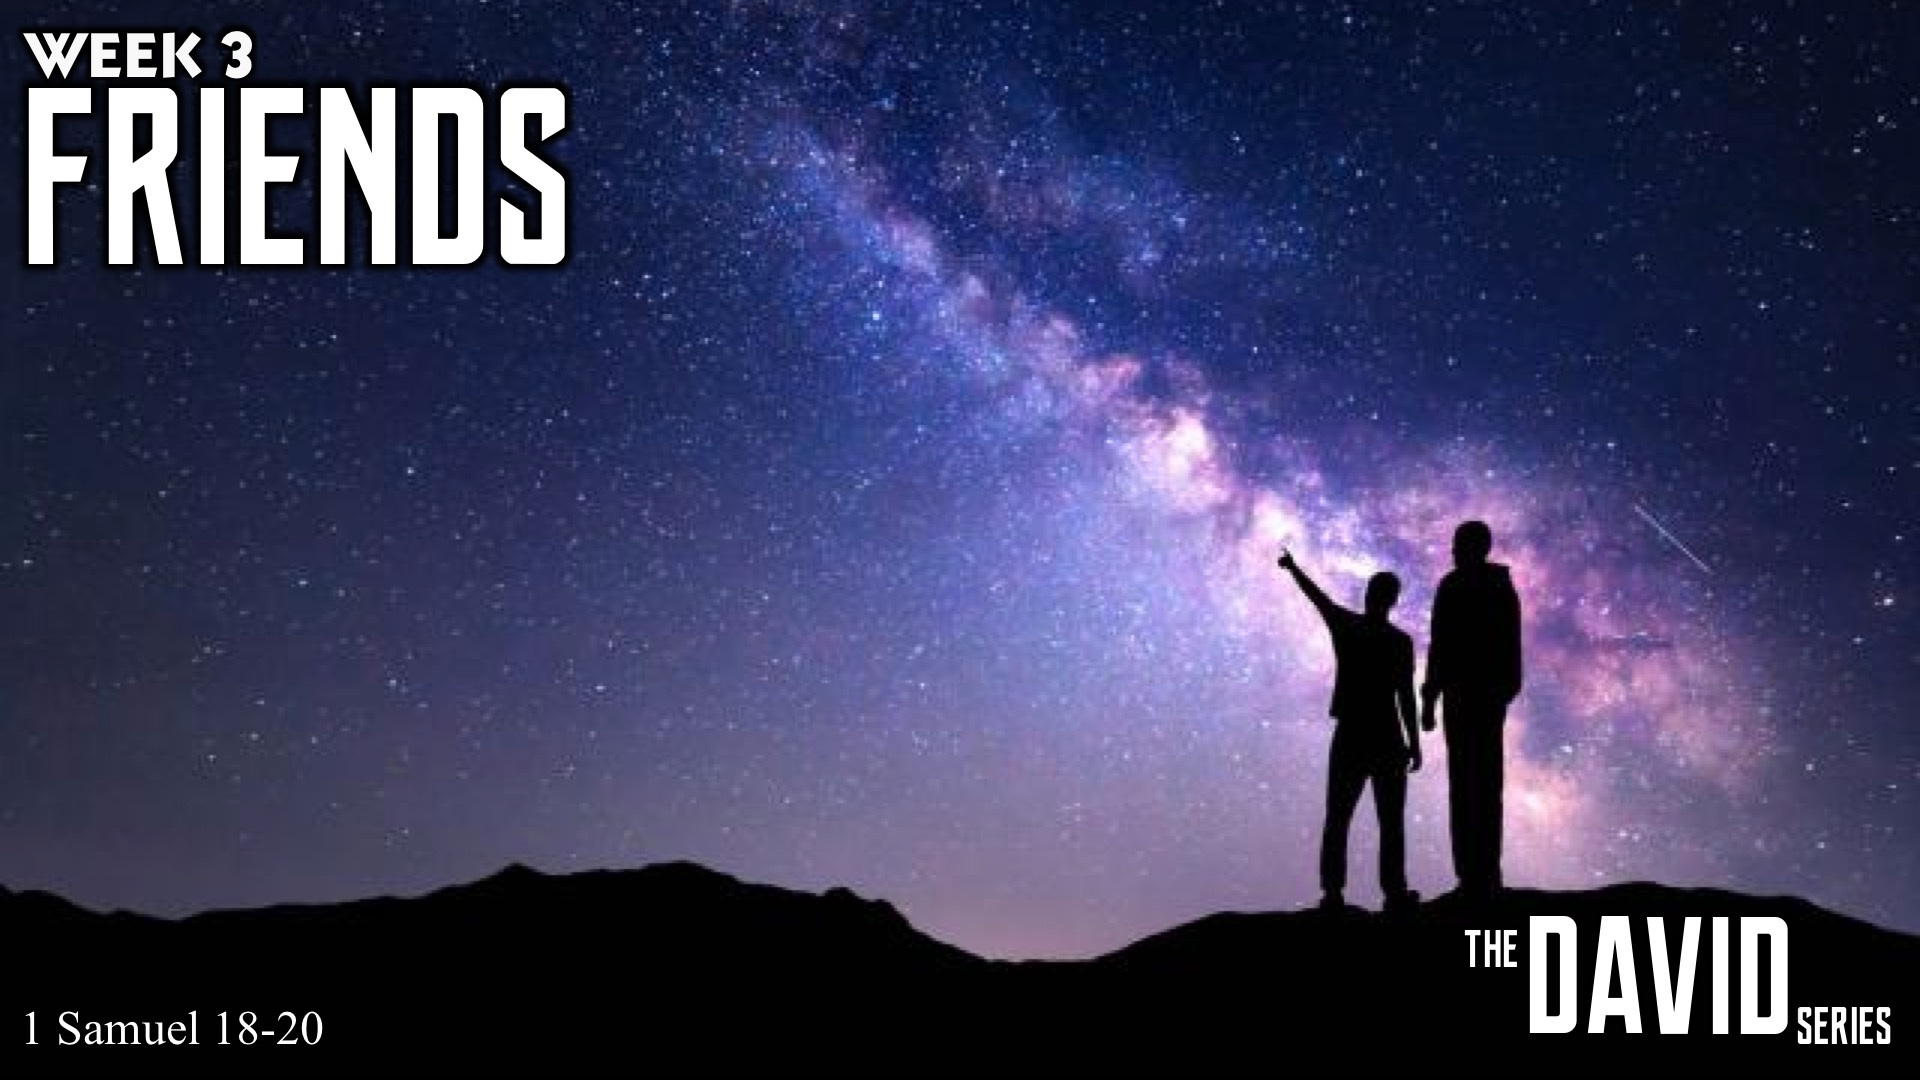 WEEK 3
FRIENDS
THE DAVID SERIES
1 Samuel 18-20